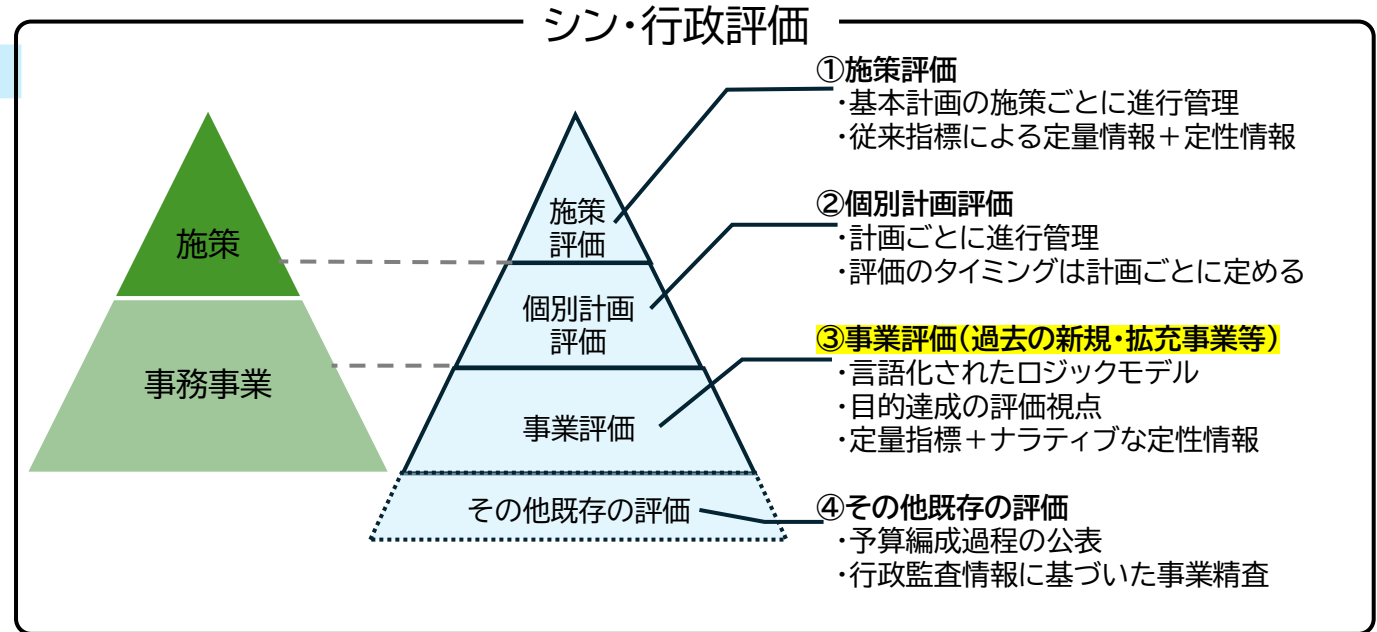 シン・行政評価
施策
事務事業
施策
評価
個別計画
評価
事業評価
その他既存の評価
①施策評価
・基本計画の施策ごとに進行管理
・従来指標による定量情報＋定性情報
②個別計画評価
・計画ごとに進行管理
・評価のタイミングは計画ごとに定める
③事業評価（過去の新規・拡充事業等）
・言語化されたロジックモデル
・目的達成の評価視点
・定量指標＋ナラティブな定性情報
④その他既存の評価
・予算編成過程の公表
・行政監査情報に基づいた事業精査